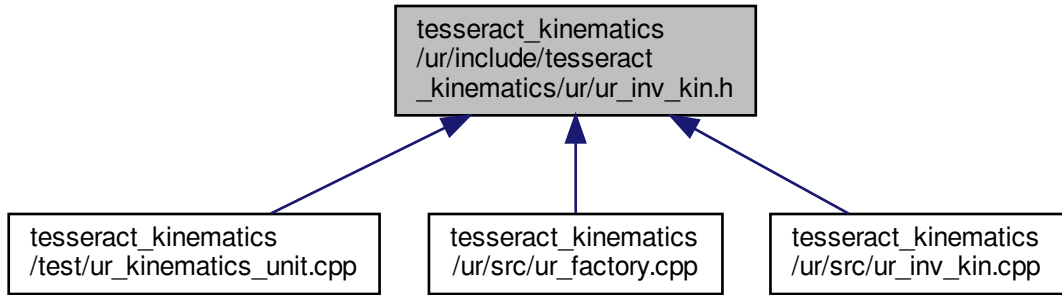 tesseract_kinematics
/ur/include/tesseract
_kinematics/ur/ur_inv_kin.h
tesseract_kinematics
/test/ur_kinematics_unit.cpp
tesseract_kinematics
/ur/src/ur_factory.cpp
tesseract_kinematics
/ur/src/ur_inv_kin.cpp